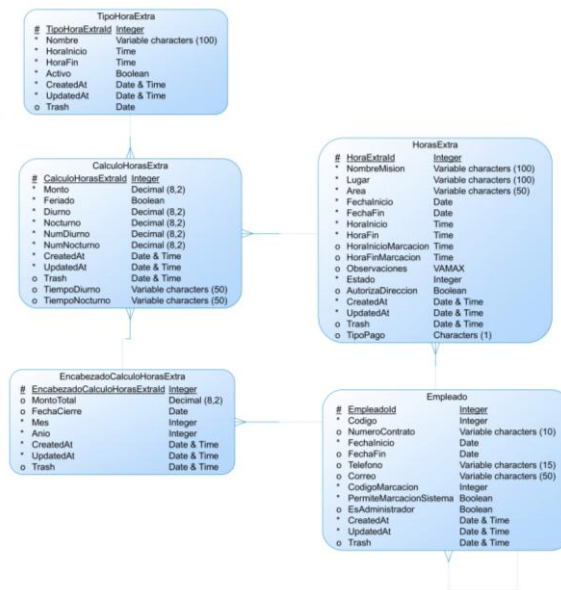 TipoHoraExtra
# TipoHoraExtraId Integer
* Nombre Variable characters (100)
* HoraInicio Time
* HoraFin Time
* Activo Boolean
* CreatedAt Date & Time
* UpdatedAt Date & Time
o Trash Date
CalculoHorasExtra
# CalculoHorasExtraId Integer
* Monto Decimal (8,2)
* Feriado Boolean
* Diurno Decimal (8,2)
* Nocturno Decimal (8,2)
* NumDiurno Decimal (8,2)
* NumNocturno Decimal (8,2)
* CreatedAt Date & Time
* UpdatedAt Date & Time
o Trash Date & Time
o TiempoDiurno Variable characters (50)
o TiempoNocturno Variable characters (50)
HorasExtra
# HoraExtraId Integer
* NombreMision Variable characters (100)
* Lugar Variable characters (100)
* Area Variable characters (50)
* FechaInicio Date
* FechaFin Date
* HoraInicio Time
* HoraFin Time
o HoraInicioMarcacion Time
o HoraFinMarcacion Time
o Observaciones VAMAX
* Estado Integer
o AutorizaDireccion Boolean
* CreatedAt Date & Time
* UpdatedAt Date & Time
o Trash Date & Time
o TipoPago Characters (1)
EncabezadoCalculoHorasExtra
# EncabezadoCalculoHorasExtraId Integer
o MontoTotal Decimal (8,2)
o FechaCierre Date
* Mes Integer
* Anio Integer
* CreatedAt Date & Time
* UpdatedAt Date & Time
o Trash Date & Time
Empleado
# EmpleadoId Integer
* Codigo Integer
o NumeroContrato Variable characters (10)
* FechaInicio Date
o FechaFin Date
o Telefono Variable characters (15)
o Correo Variable characters (50)
* CodigoMarcacion Integer
* PermiteMarcacionSistema Boolean
o EsAdministrador Boolean
* CreatedAt Date & Time
* UpdatedAt Date & Time
o Trash Date & Time